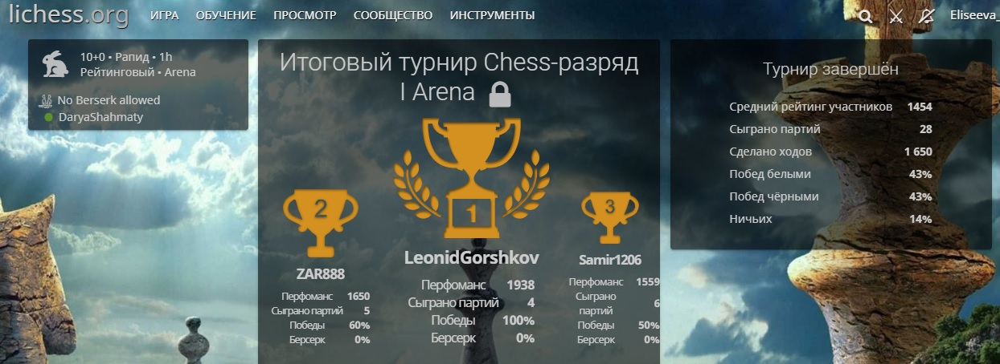 lichess.org ИГРА ОБУЧЕНИЕ ПРОСМОТР СООБЩЕСТВО ИНСТРУМЕНТЫ Eliseeva_
10+0 • Рапид • 1h
Рейтинговый • Arena
No Berserk allowed
DaryaShahmaty
Итоговый турнир Chess-разряд
I Arena
2
ZAR888
Перфоманс 1650
Сыграно партий 5
Победы 60%
Берсерк 0%
1
LeonidGorshkov
Перфоманс 1938
Сыграно партий 4
Победы 100%
Берсерк 0%
3
Samir1206
Перфоманс 1559
Сыграно
партий 6
Победы 50%
Берсерк 0%
Турнир завершён
Средний рейтинг участников 1454
Сыграно партий 28
Сделано ходов 1 650
Побед белыми 43%
Побед чёрными 43%
Ничьих 14%